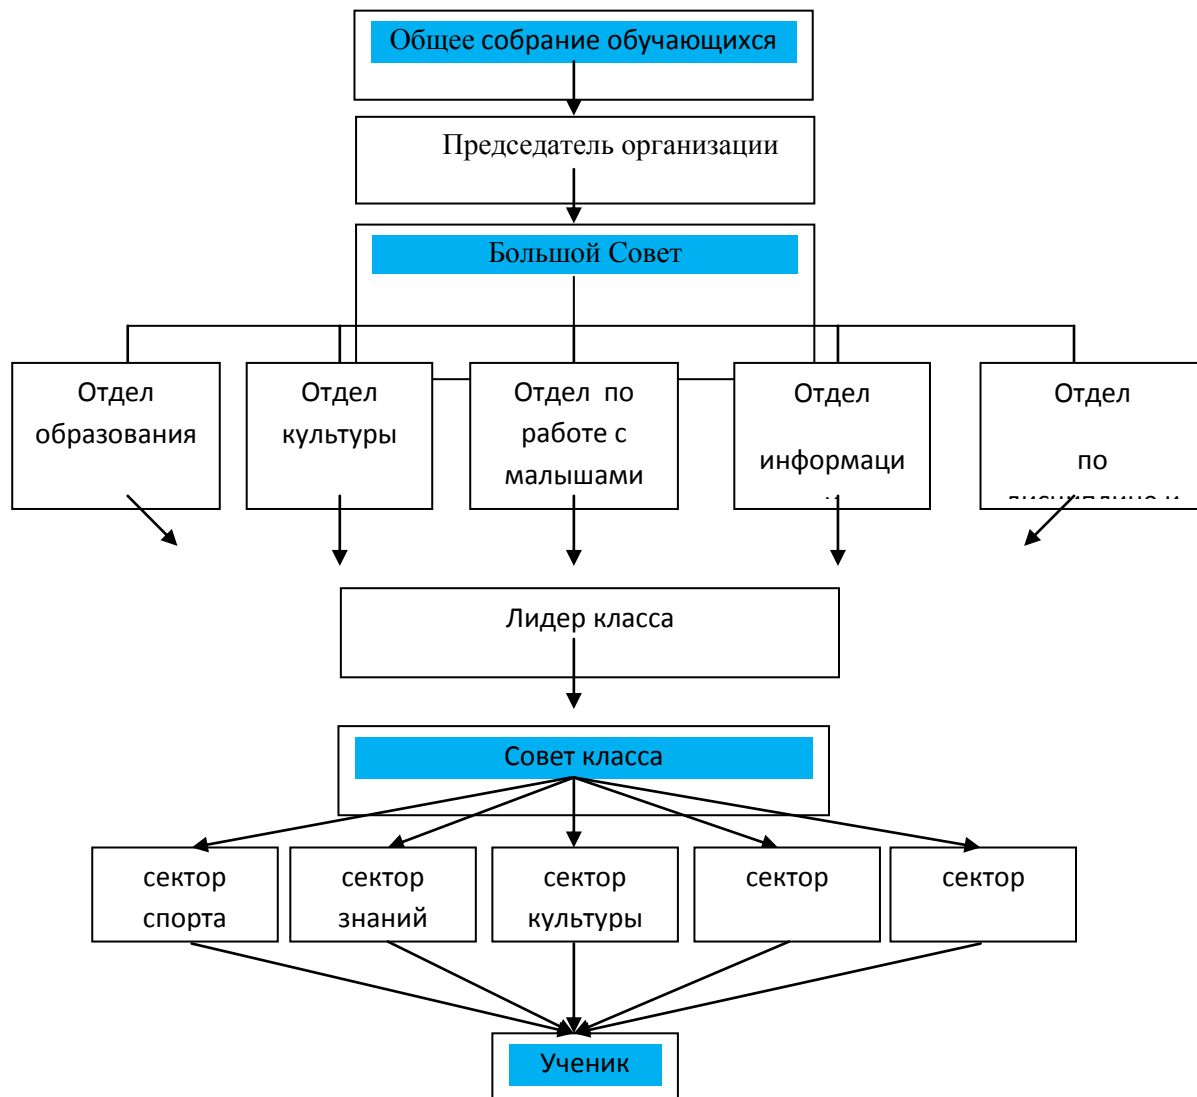 Общее собрание обучающихся
Председатель организации
Большой Совет
Отдел
образования
Отдел
культуры
Отдел по
работе с
малышами
Отдел
информаци
Отдел
по
Лидер класса
Совет класса
сектор
спорта
сектор
знаний
сектор
культуры
сектор
сектор
Ученик